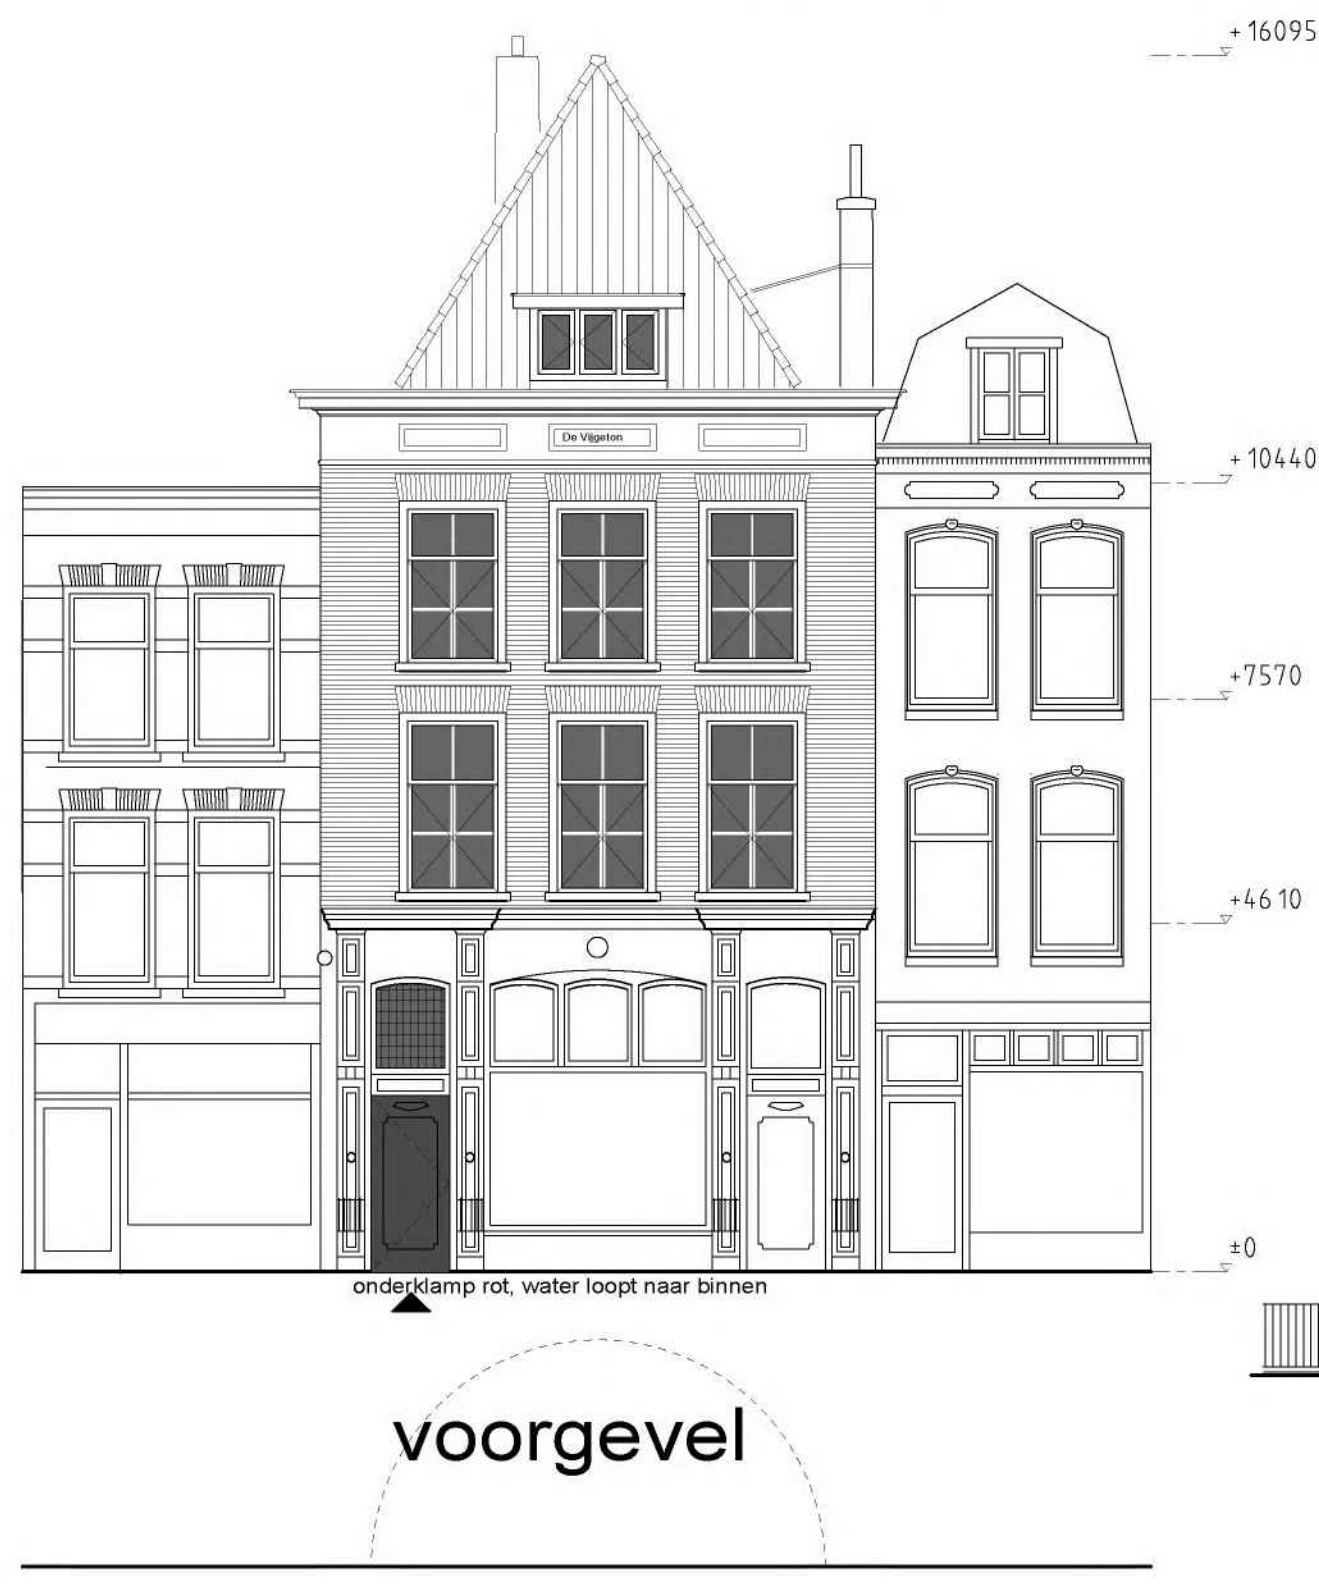 +16095
De Vijgeton
+10440
+7570
+4610
±0
onderklamp rot, water loopt naar binnen
voorgevel